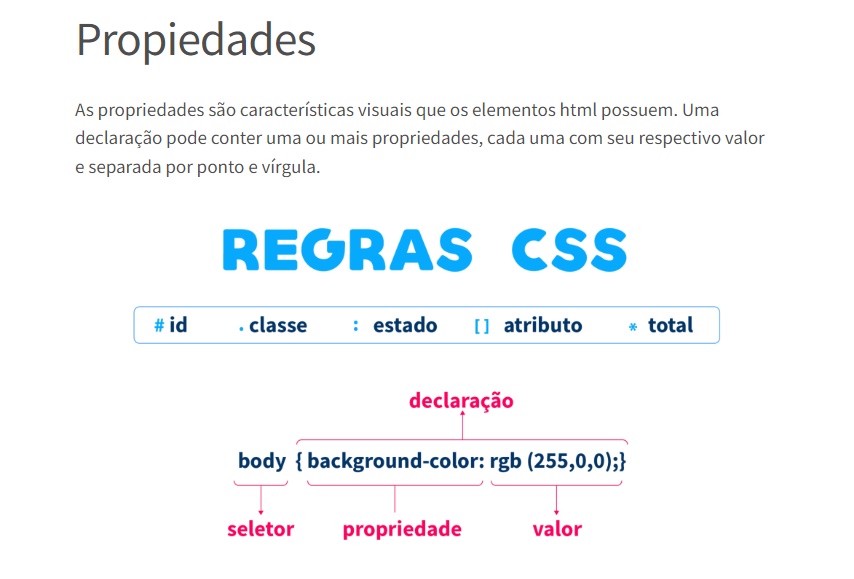 Propiedades
As propriedades são características visuais que os elementos html possuem. Uma
declaração pode conter uma ou mais propriedades, cada uma com seu respectivo valor
e separada por ponto e vírgula.
REGRAS CSS
# id . classe : estado [ ] atributo * total
declaração
body { background-color: rgb (255,0,0);}
seletor propriedade valor